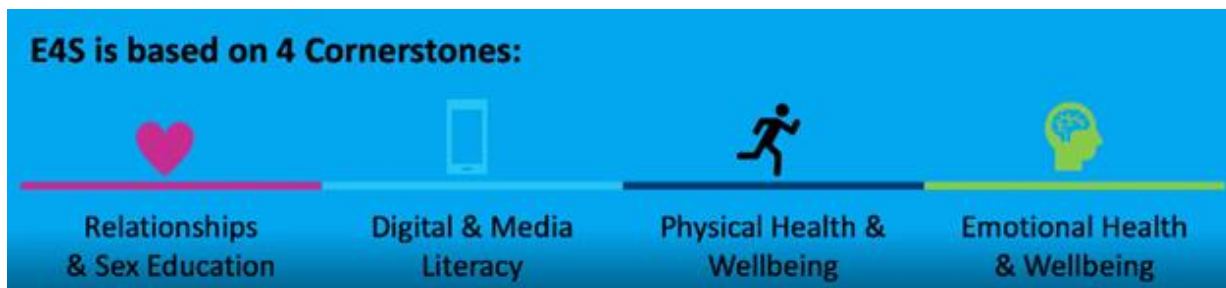 E4S is based on 4 Cornerstones:
Relationships
& Sex Education
Digital & Media
Literacy
Physical Health &
Wellbeing
Emotional Health
& Wellbeing